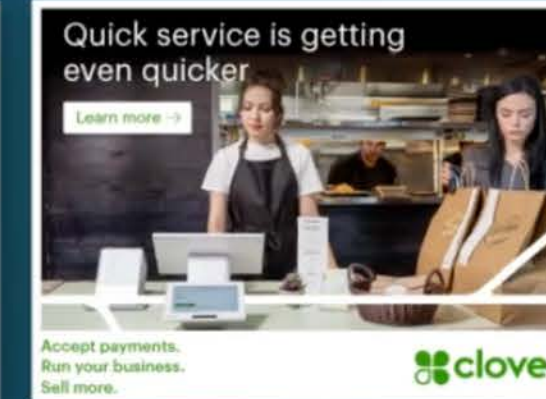 Quick service is getting
even quicker
Learn more →
Accept payments.
Run your business.
Sell more.
clove